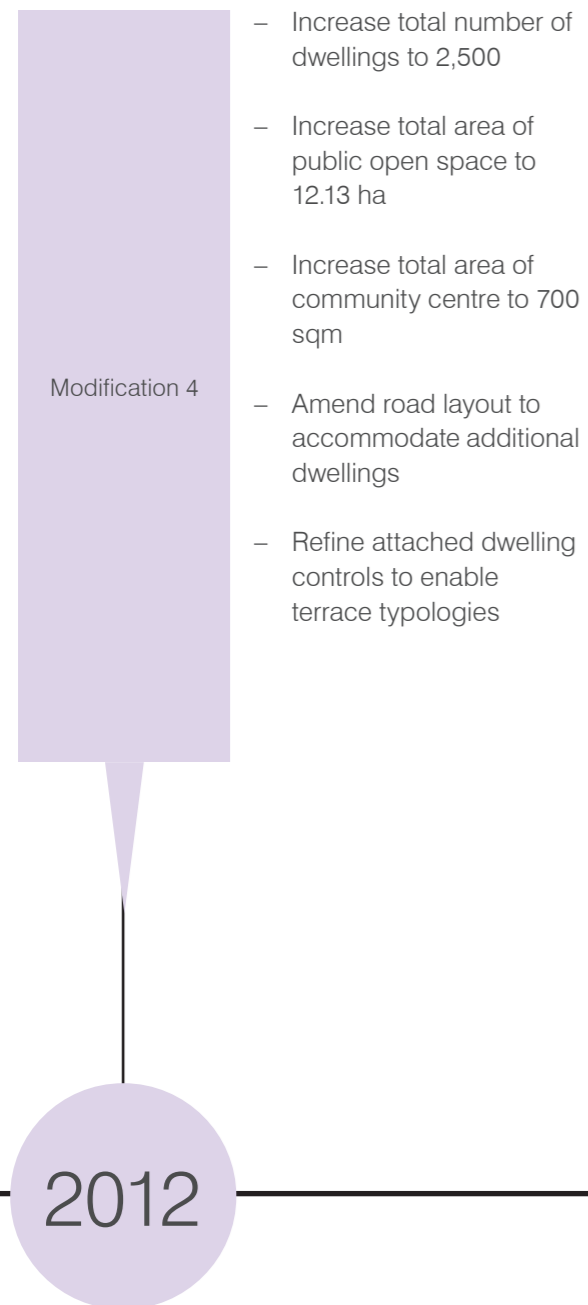 Modification 4
– Increase total number of
dwellings to 2,500
– Increase total area of
public open space to
12.13 ha
– Increase total area of
community centre to 700
sqm
– Amend road layout to
accommodate additional
dwellings
– Refine attached dwelling
controls to enable
terrace typologies
2012